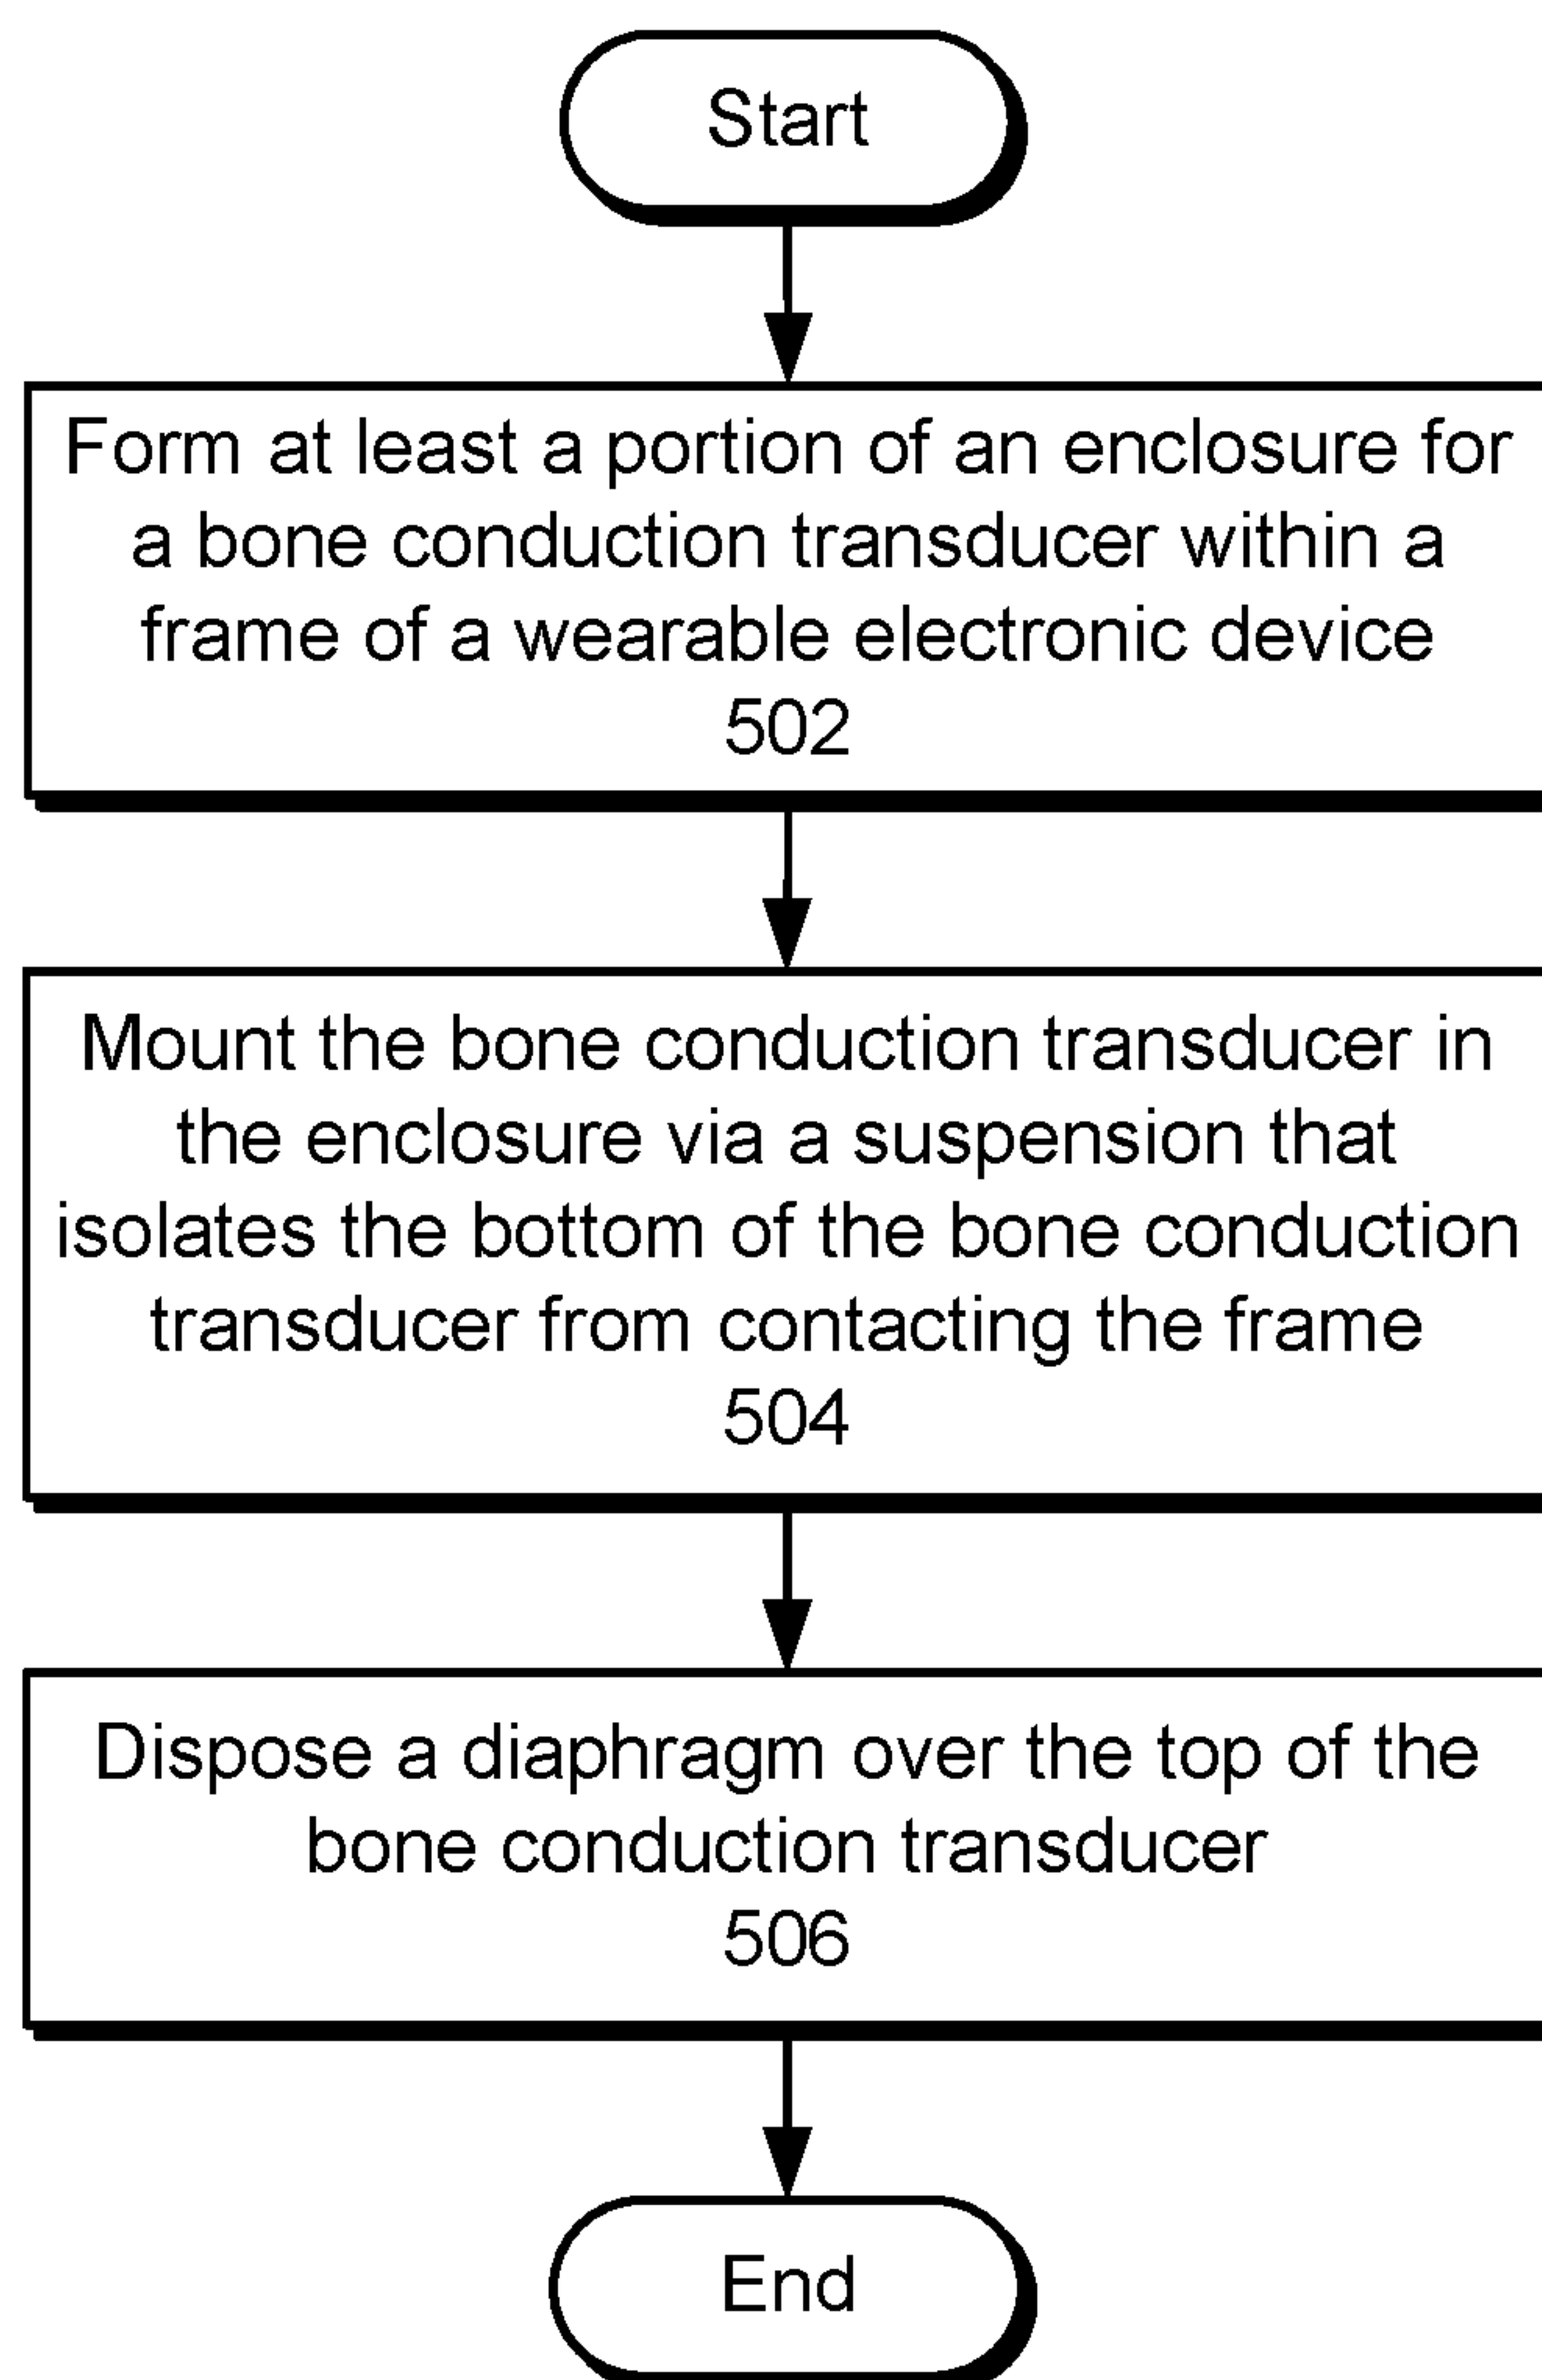 Start
Form at least a portion of an enclosure for
a bone conduction transducer within a
frame of a wearable electronic device
502
Mount the bone conduction transducer in
the enclosure via a suspension that
isolates the bottom of the bone conduction
transducer from contacting the frame
504
Dispose a diaphragm over the top of the
bone conduction transducer
506
End